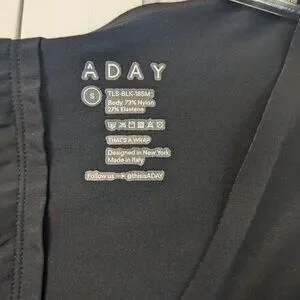 ADAY
S
TLS-BLK-18SM
Body: 73% Nylon
27% Elastane
THAT'S A WRAP
Designed in New York
Made in Italy
Follow us → @thisisADAY